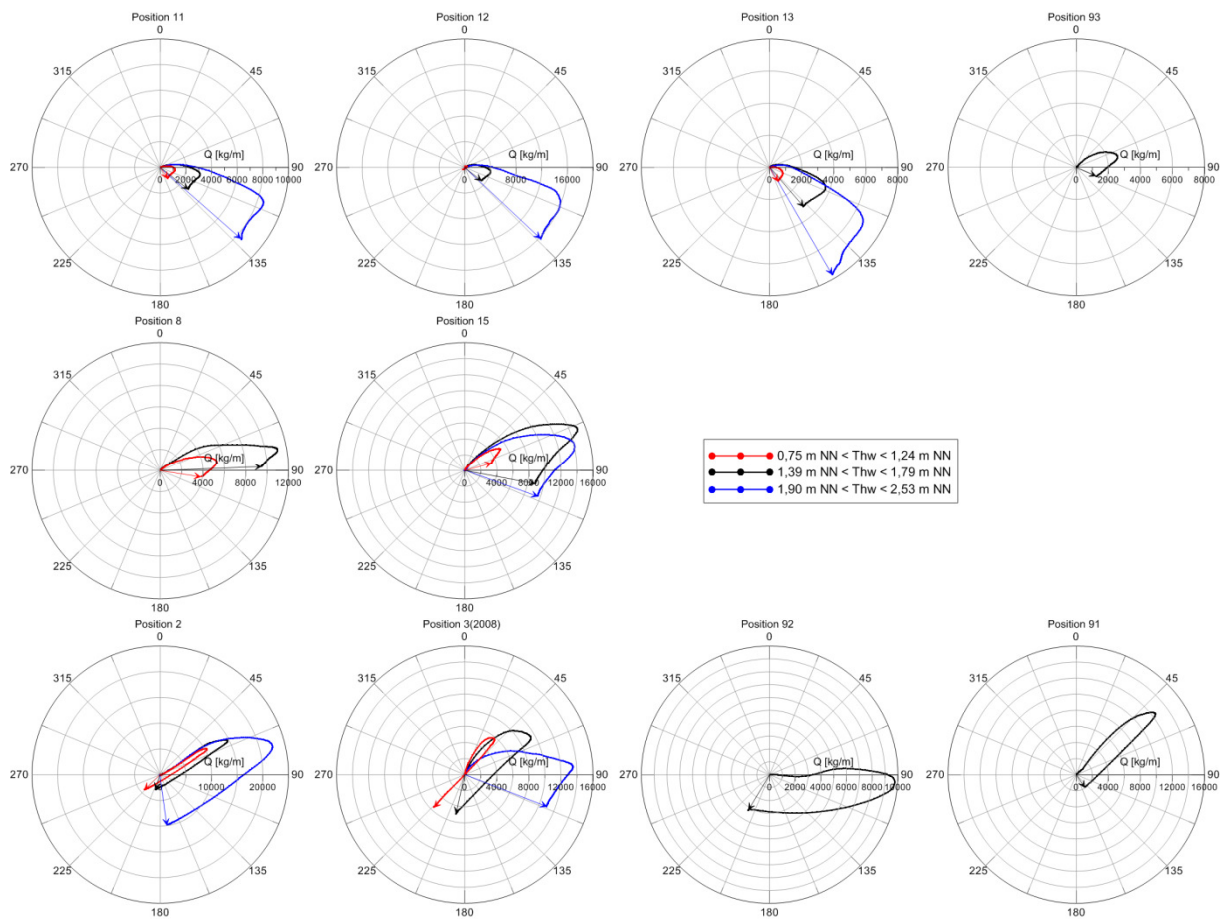 Position 11
0
45
90
135
180
225
270
315
Q [kg/m]
0 2000 4000 6000 8000 10000
Position 12
0
45
90
135
180
225
270
315
Q [kg/m]
0 8000 16000
Position 13
0
45
90
135
180
225
270
315
Q [kg/m]
0 2000 4000 6000 8000
Position 93
0
45
90
135
180
225
270
315
Q [kg/m]
0 2000 4000 6000 8000
Position 8
0
45
90
135
180
225
270
315
Q [kg/m]
0 4000 8000 12000
Position 15
0
45
90
135
180
225
270
315
Q [kg/m]
0 4000 8000 12000 16000
0,75 m NN < Thw < 1,24 m NN
1,39 m NN < Thw < 1,79 m NN
1,90 m NN < Thw < 2,53 m NN
Position 2
0
45
90
135
180
225
270
315
Q [kg/m]
0 10000 20000
Position 3(2008)
0
45
90
135
180
225
270
315
Q [kg/m]
0 4000 8000 12000 16000
Position 92
0
45
90
135
180
225
270
315
Q [kg/m]
0 2000 4000 6000 8000 10000
Position 91
0
45
90
135
180
225
270
315
Q [kg/m]
0 4000 8000 12000 16000